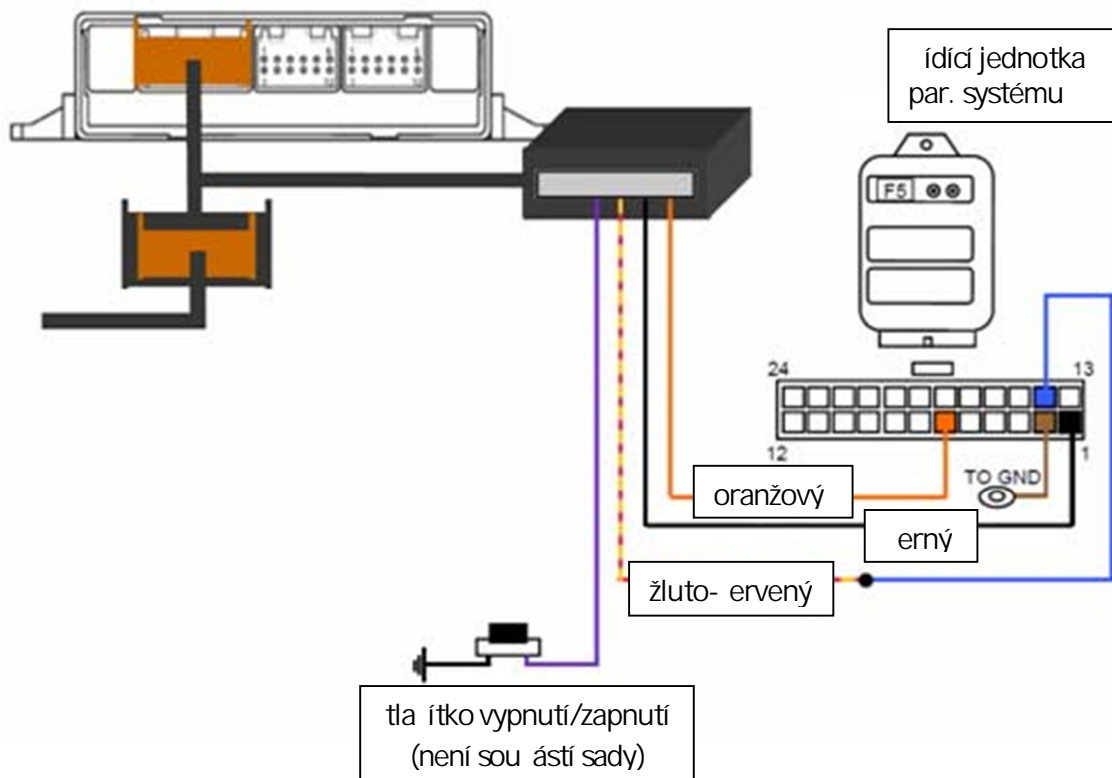 ídící jednotka
par. systému
F5
24
13
12
1
TO GND
oranžový
erný
žluto- ervený
tla ítko vypnutí/zapnutí
(není sou ástí sady)